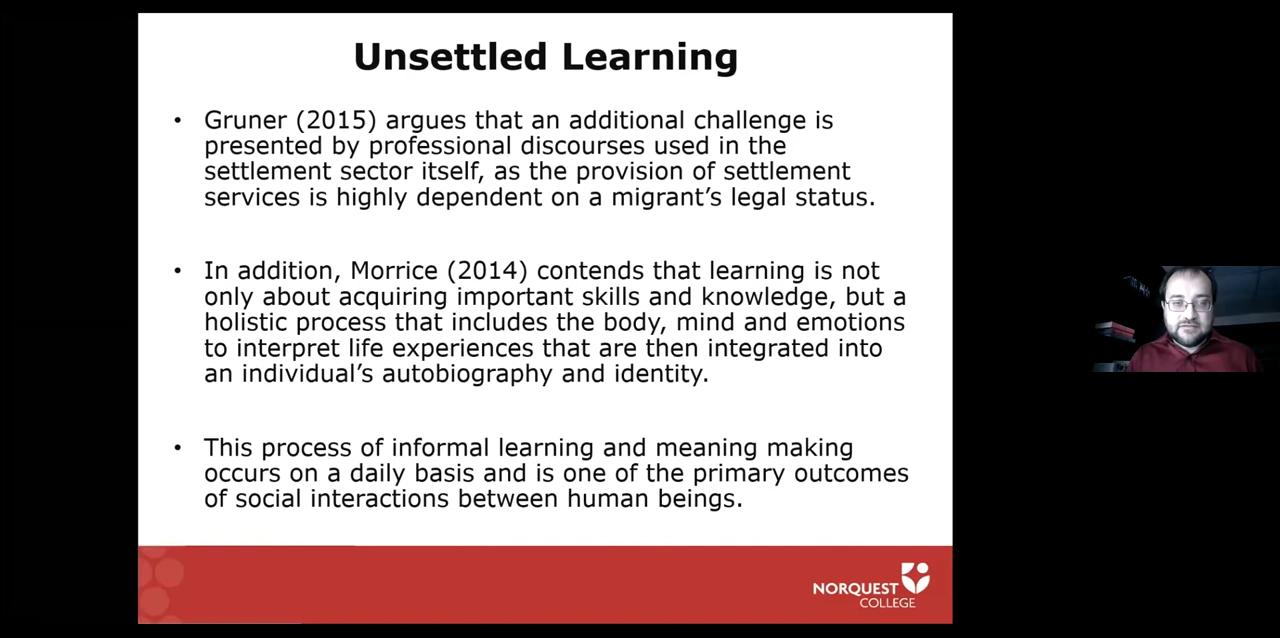 Unsettled Learning
• Gruner (2015) argues that an additional challenge is
presented by professional discourses used in the
settlement sector itself, as the provision of settlement
services is highly dependent on a migrant’s legal status.
• In addition, Morrice (2014) contends that learning is not
only about acquiring important skills and knowledge, but a
holistic process that includes the body, mind and emotions
to interpret life experiences that are then integrated into
an individual’s autobiography and identity.
• This process of informal learning and meaning making
occurs on a daily basis and is one of the primary outcomes
of social interactions between human beings.
NORQUEST
COLLEGE